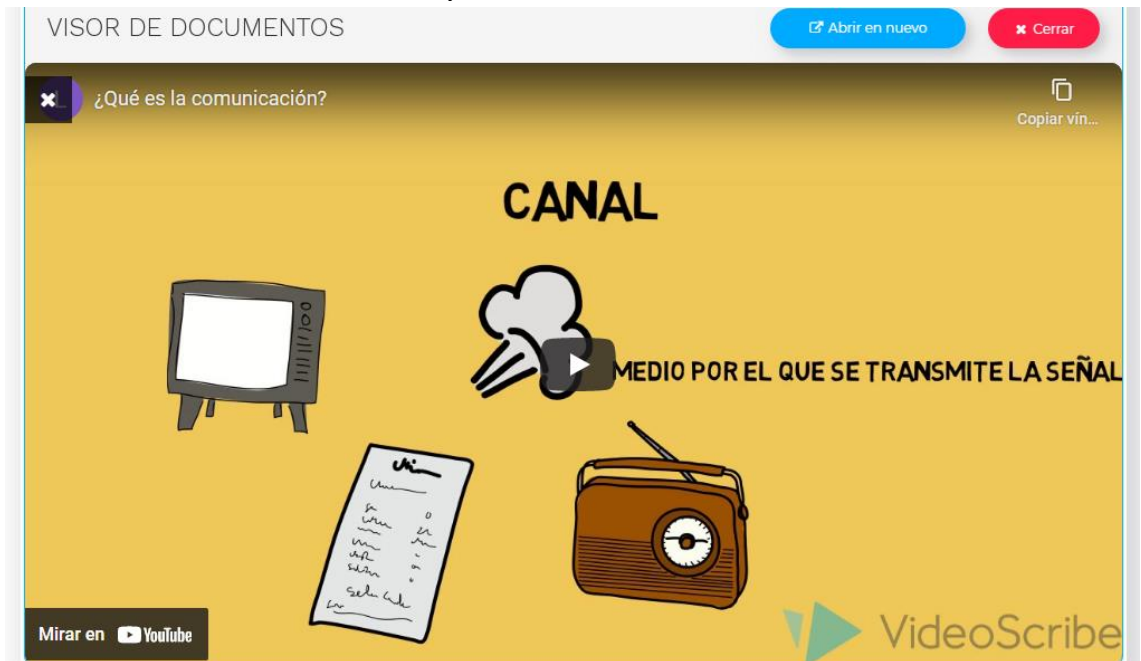 VISOR DE DOCUMENTOS
Abrir en nuevo
Cerrar
¿Qué es la comunicación?
Copiar vín...
CANAL
MEDIO POR EL QUE SE TRANSMITE LA SEÑAL
Mirar en YouTube
VideoScribe